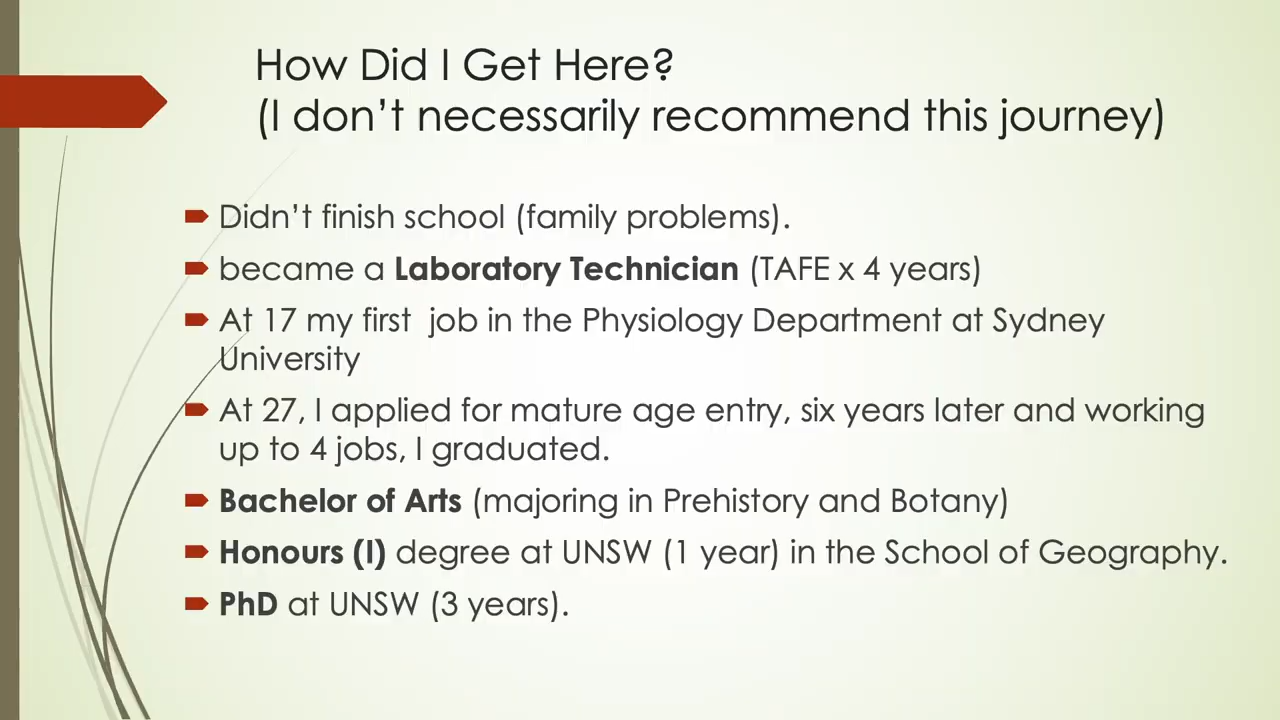 How Did I Get Here?
(I don't necessarily recommend this journey)
Didn't finish school (family problems).
became a Laboratory Technician (TAFE x 4 years)
At 17 my first  job in the Physiology Department at Sydney
University
At 27, I applied for mature age entry, six years later and working
up to 4 jobs, I graduated.
Bachelor of Arts (majoring in Prehistory and Botany)
Honours (I) degree at UNSW (1 year) in the School of Geography.
PhD at UNSW (3 years).